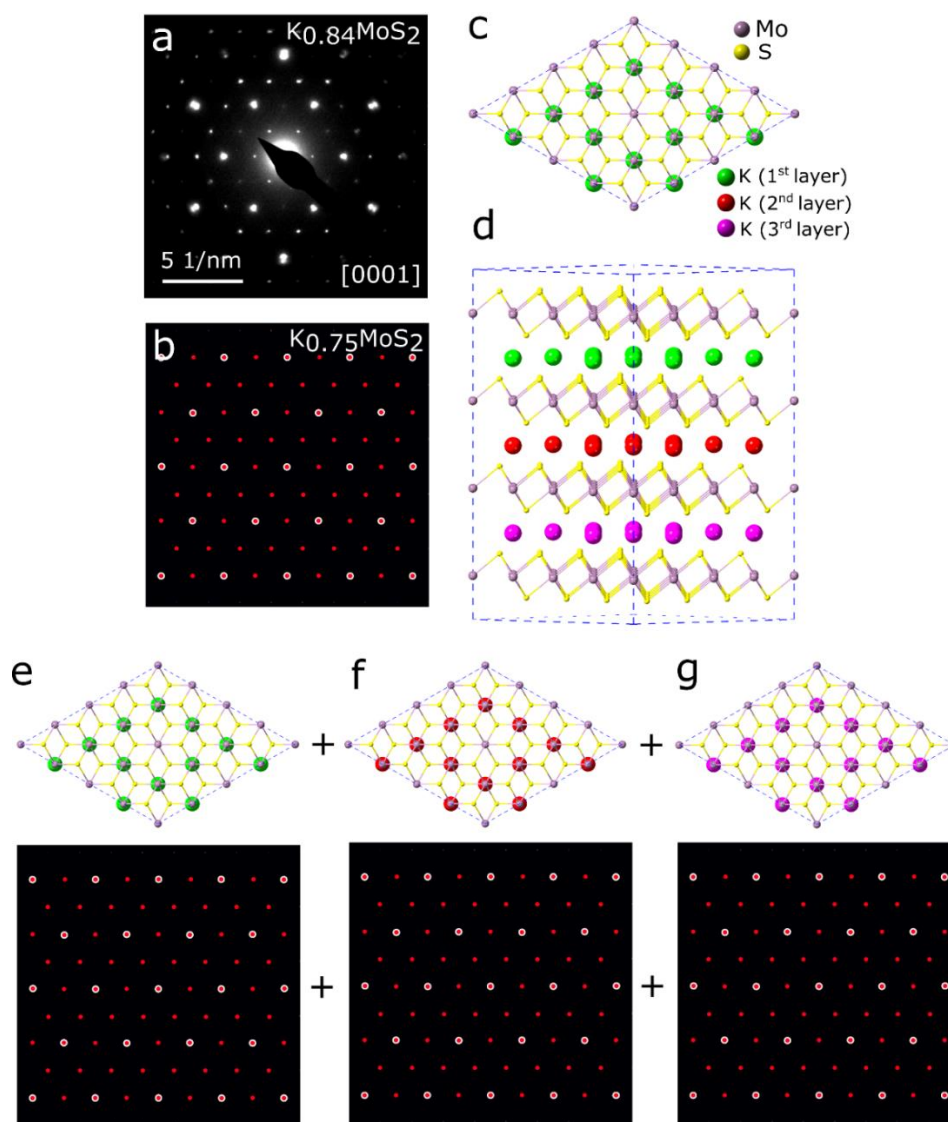 a
K0.84MoS2
5 1/nm
[0001]
b
K0.75MoS2
c
Mo
S
K (1st layer)
K (2nd layer)
K (3rd layer)
d
e
f
g
+
+
+
+